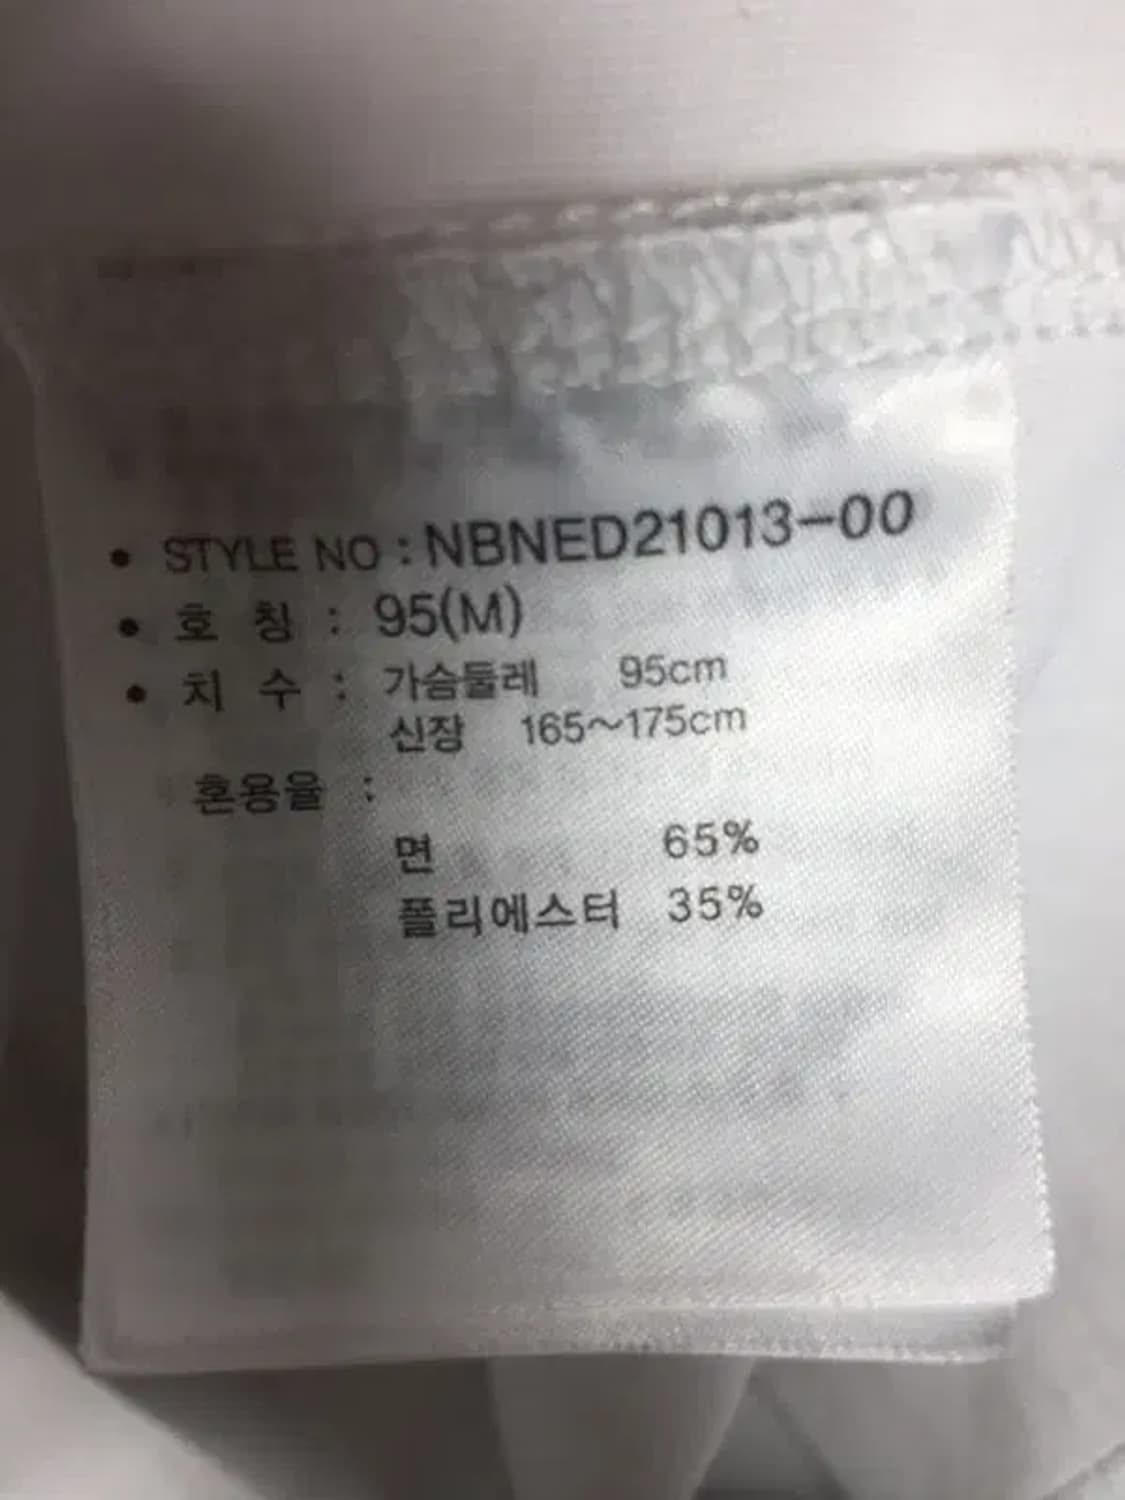 • STYLE NO : NBNED21013-00
• 호 칭 : 95(M)
• 치 수 : 가슴둘레 95cm
신장 165~175cm
혼용율 :
면 65%
폴리에스터 35%